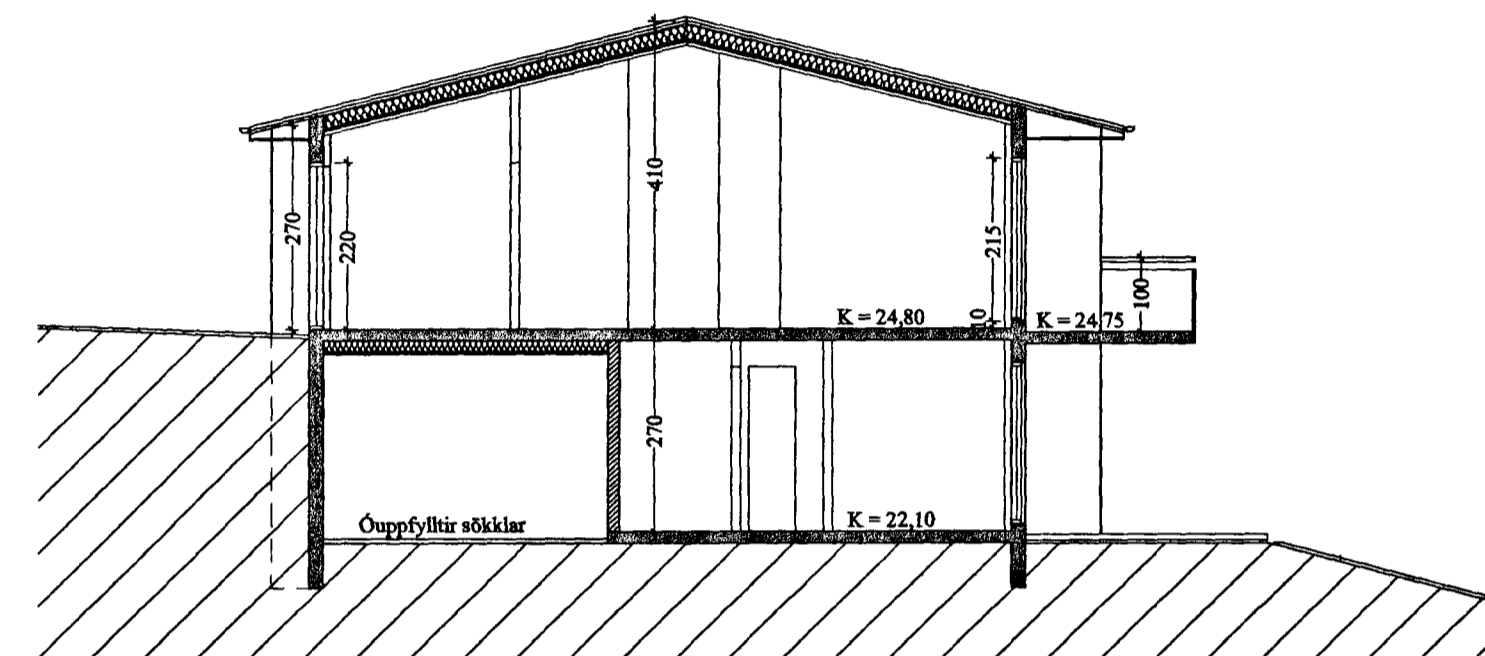 410
270
220
215
100
K = 24,80
10
K = 24,75
270
Óuppfylltir sökklar
K = 22,10